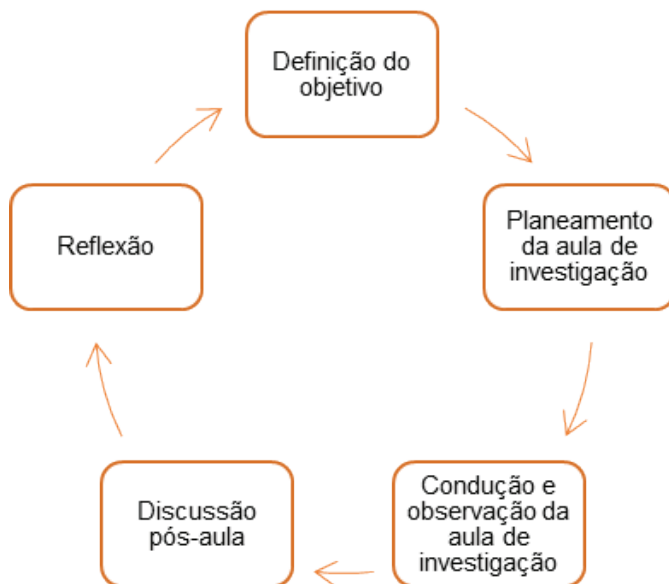 Definição do
objetivo
Planeamento
da aula de
investigação
Condução e
observação da
aula de
investigação
Discussão
pós-aula
Reflexão